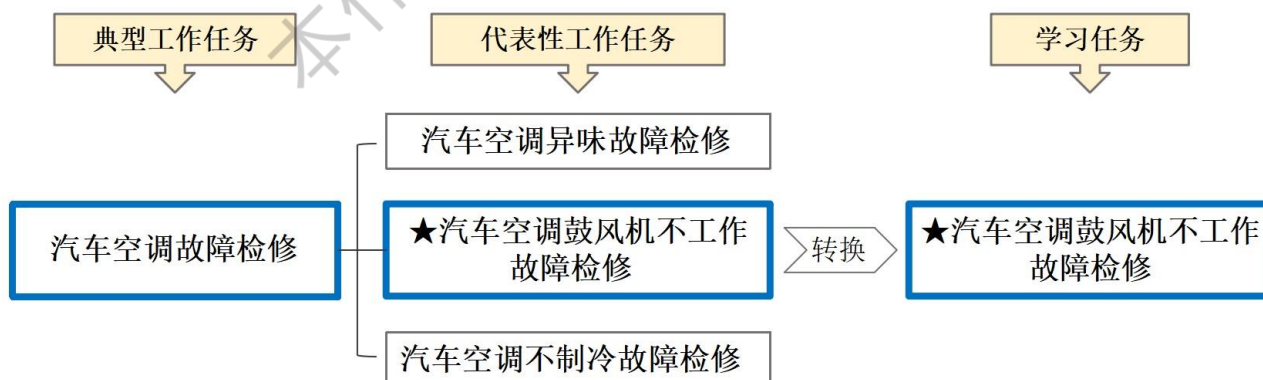 典型工作任务
代表性工作任务
学习任务
汽车空调异味故障检修
汽车空调故障检修
★汽车空调鼓风机不工作
故障检修
转换
★汽车空调鼓风机不工作
故障检修
汽车空调不制冷故障检修
本作